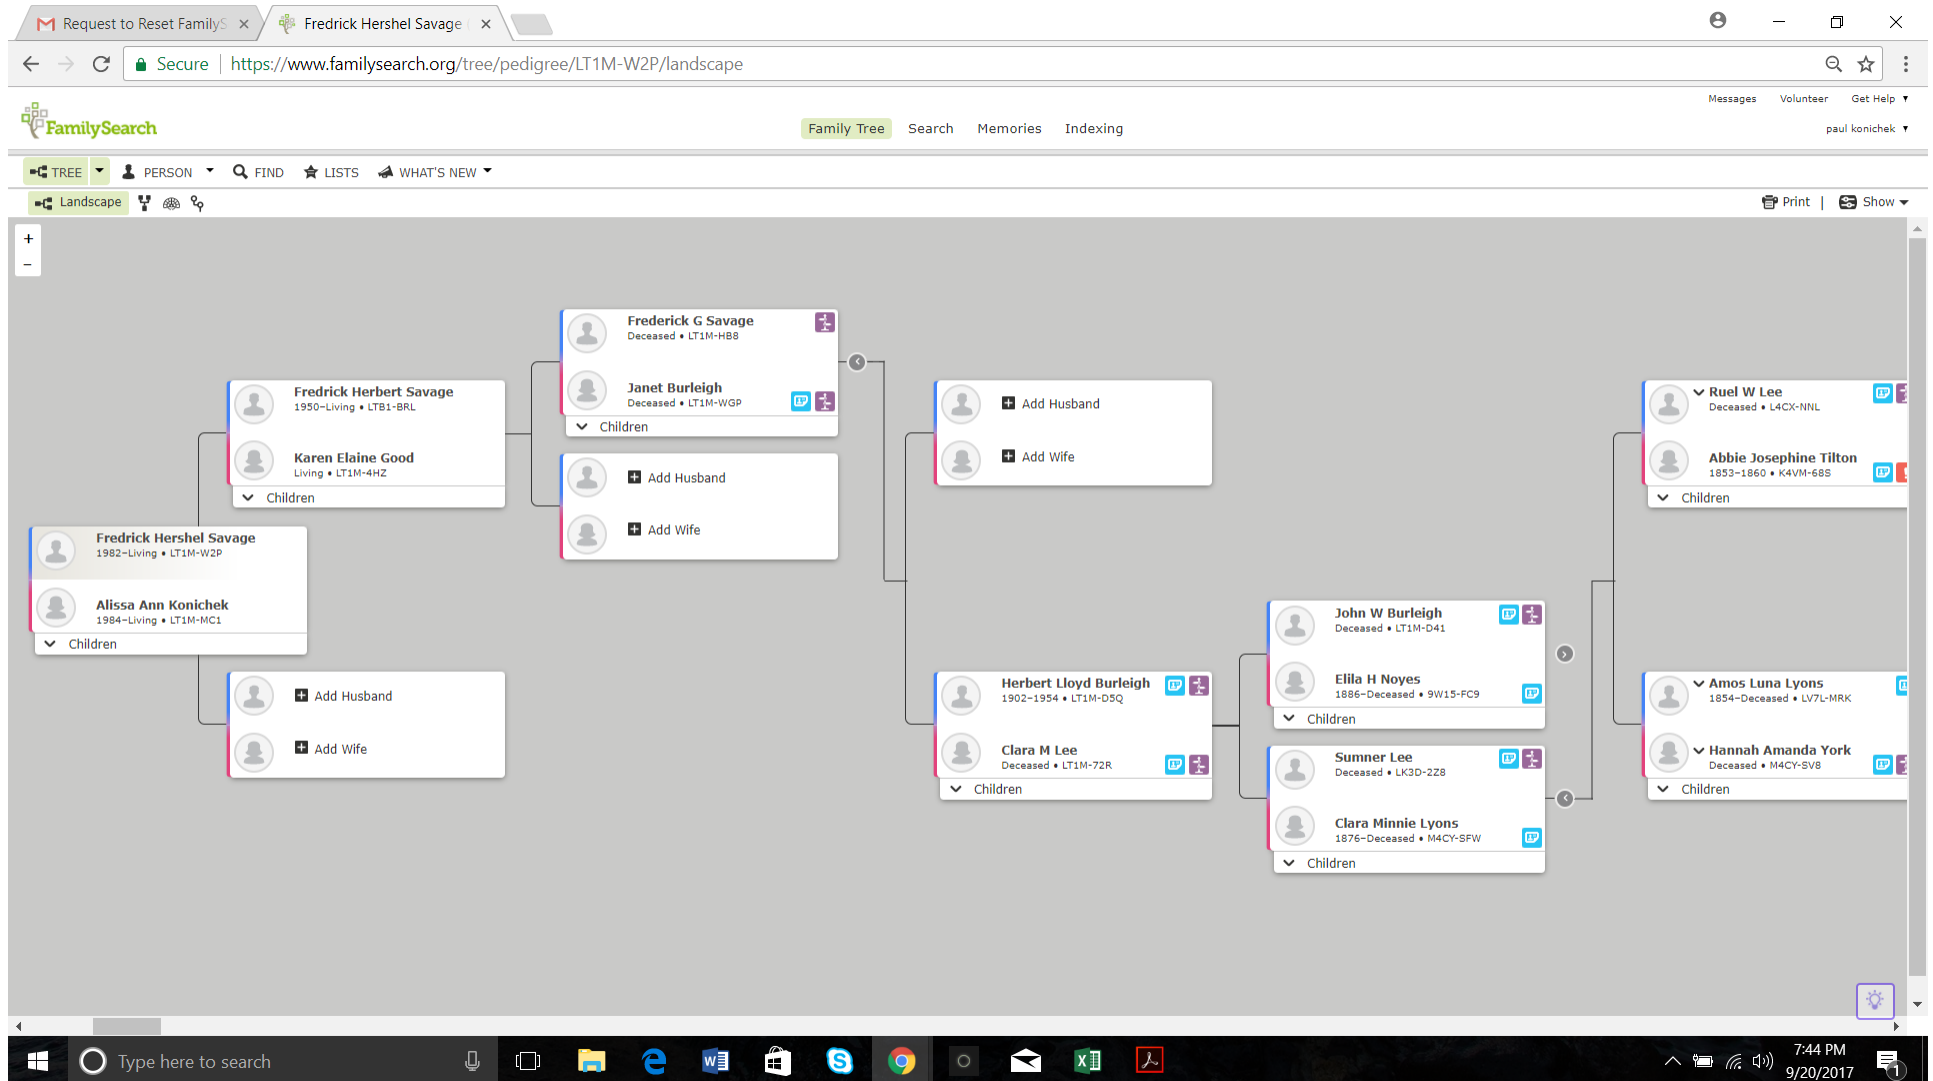 Request to Reset FamilyS
Fredrick Hershel Savage
Secure
https://www.familysearch.org/tree/pedigree/LT1M-W2P/landscape
Messages Volunteer Get Help
FamilySearch
Family Tree Search Memories Indexing
paul konichek
TREE PERSON FIND LISTS WHAT'S NEW
Landscape
Print | Show
+
−
Frederick G Savage
Deceased • LT1M-HB8
Janet Burleigh
Deceased • LT1M-WGP
Children
Fredrick Herbert Savage
1950–Living • LTB1-BRL
Karen Elaine Good
Living • LT1M-4HZ
Children
Add Husband
Add Wife
Add Husband
Add Wife
Ruel W Lee
Deceased • L4CX-NNL
Abbie Josephine Tilton
1853–1860 • K4VM-68S
Children
Fredrick Hershel Savage
1982–Living • LT1M-W2P
Alissa Ann Konichek
1984–Living • LT1M-MC1
Children
Add Husband
Add Wife
John W Burleigh
Deceased • LT1M-D41
Elila H Noyes
1886–Deceased • 9W15-FC9
Children
Herbert Lloyd Burleigh
1902–1954 • LT1M-D5Q
Clara M Lee
Deceased • LT1M-72R
Children
Sumner Lee
Deceased • LK3D-2Z8
Clara Minnie Lyons
1876–Deceased • M4CY-SFW
Children
Amos Luna Lyons
1854–Deceased • LV7L-MRK
Hannah Amanda York
Deceased • M4CY-SV8
Children
Type here to search
7:44 PM
9/20/2017
1